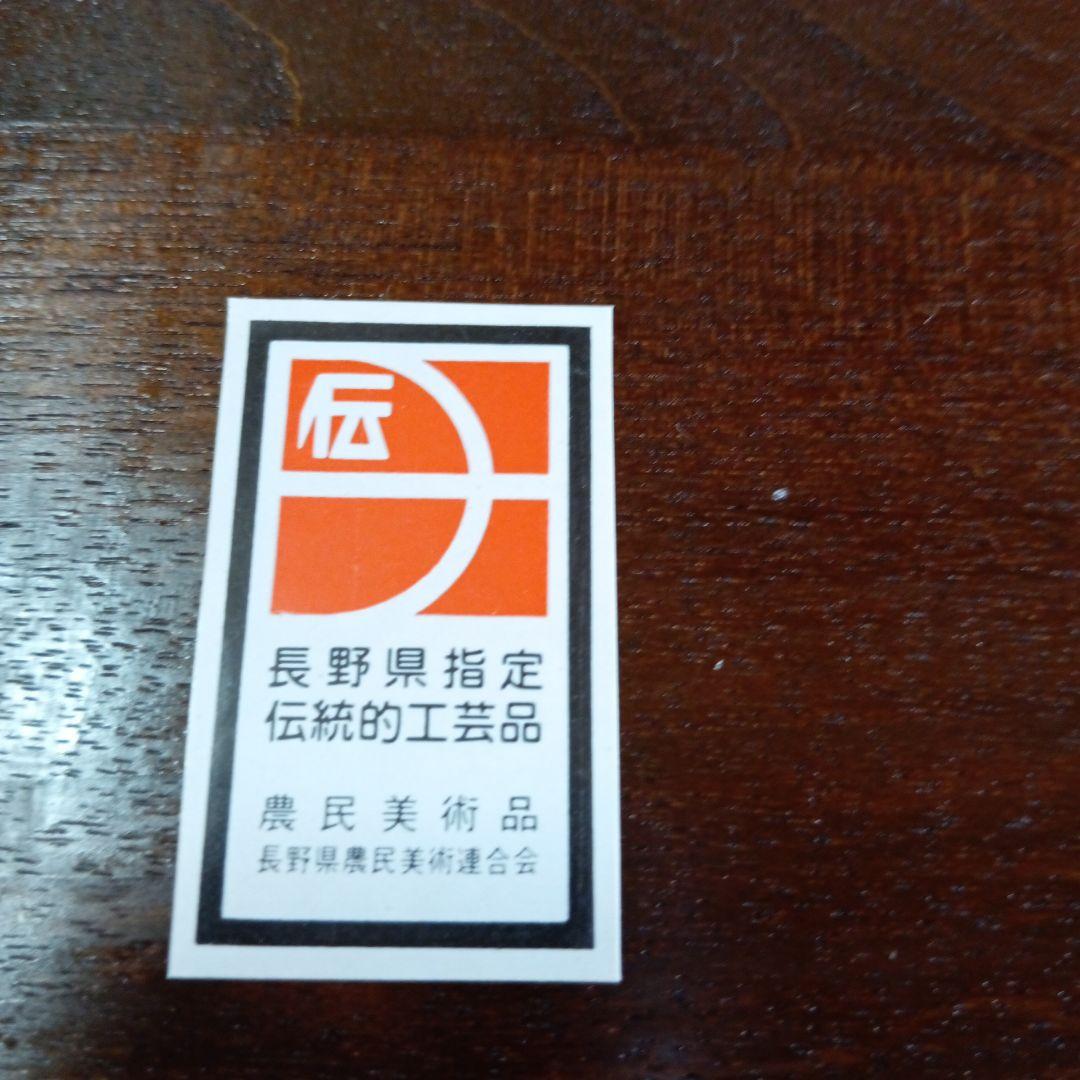 伝
長野県指定
伝統的工芸品
農民美術品
長野県農民美術連合会